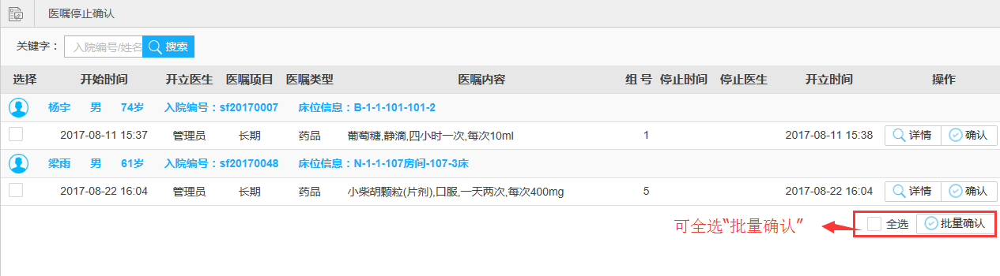 医嘱停止确认
关键字： 入院编号/姓名 搜索
选择 开始时间 开立医生 医嘱项目 医嘱类型 医嘱内容 组 号 停止时间 停止医生 开立时间 操作
杨宇 男 74岁 入院编号：sf20170007 床位信息：B-1-1-101-101-2
2017-08-11 15:37 管理员 长期 药品 葡萄糖,静滴,四小时一次,每次10ml 1 2017-08-11 15:38 详情 确认
梁雨 男 61岁 入院编号：sf20170048 床位信息：N-1-1-107房间-107-3床
2017-08-22 16:04 管理员 长期 药品 小柴胡颗粒(片剂),口服,一天两次,每次400mg 5 2017-08-22 16:04 详情 确认
可全选“批量确认” 全选 批量确认